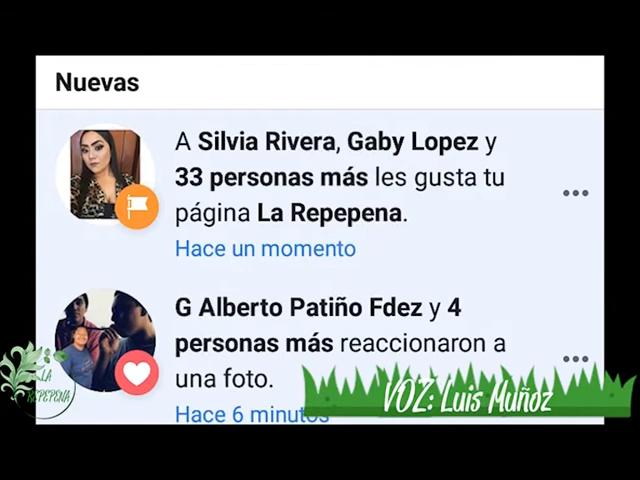 Nuevas
A Silvia Rivera, Gaby Lopez y
33 personas más les gusta tu
página La Repepena.
Hace un momento
G Alberto Patiño Fdez y 4
personas más reaccionaron a
una foto.
Hace 6 minutos
LA
REPEPENA
VOZ: Luis Muñoz